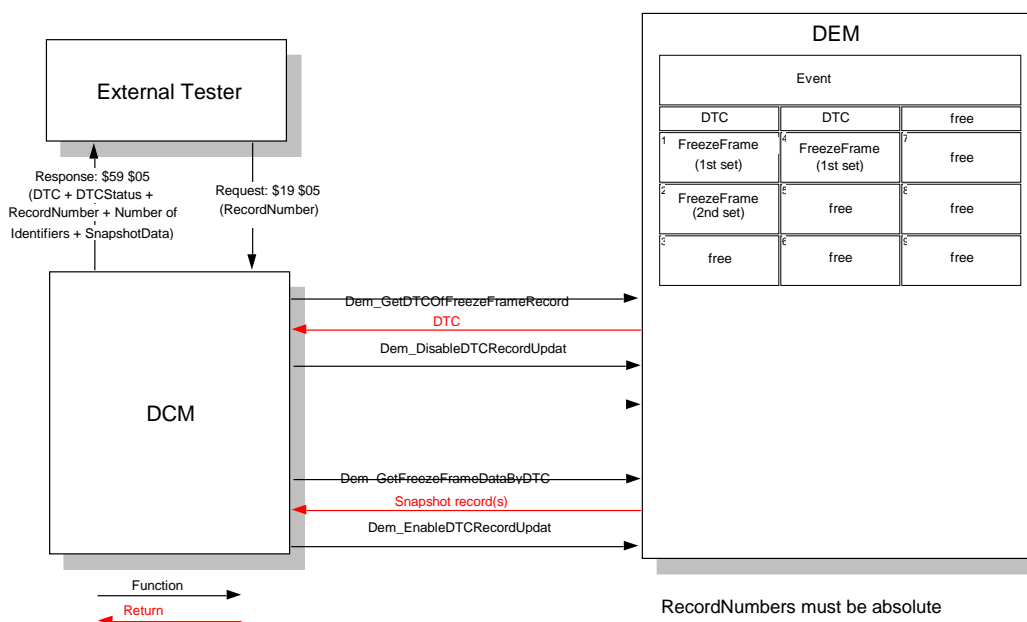 DEM
Event
External Tester
DTC
DTC
free
1
FreezeFrame
(1st set)
4
FreezeFrame
(1st set)
7
free
Response: $59 $05
(DTC + DTCStatus +
RecordNumber + Number of
Identifiers + SnapshotData)
Request: $19 $05
(RecordNumber)
2
FreezeFrame
(2nd set)
5
free
8
free
3
free
6
free
9
free
Dem_GetDTCOfFreezeFrameRecord
DTC
Dem_DisableDTCRecordUpdat
DCM
Dem_GetFreezeFrameDataByDTC
Snapshot record(s)
Dem_EnableDTCRecordUpdat
Function
Return
RecordNumbers must be absolute